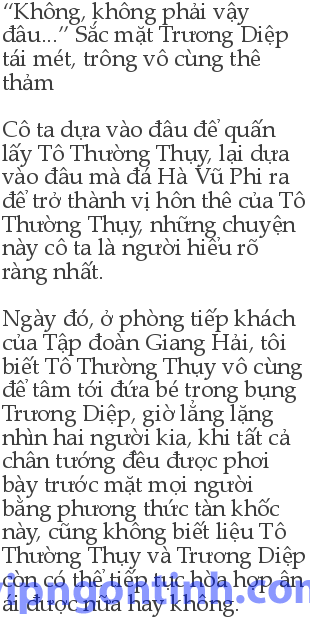 “Không, không phải vậy
đâu...” Sắc mặt Trương Diệp
tái mét, trông vô cùng thê
thảm
Cô ta dựa vào đâu để quấn
lấy Tô Thường Thụy, lại dựa
vào đâu mà đá Hà Vũ Phi ra
để trở thành vị hôn thê của Tô
Thường Thụy, những chuyện
này cô ta là người hiểu rõ
ràng nhất.
Ngày đó, ở phòng tiếp khách
của Tập đoàn Giang Hải, tôi
biết Tô Thường Thụy vô cùng
để tâm tới đứa bé trong bụng
Trương Diệp, giờ lẳng lặng
nhìn hai người kia, khi tất cả
chân tướng đều được phơi
bày trước mặt mọi người
bằng phương thức tàn khốc
này, cũng không biết liệu Tô
Thường Thụy và Trương Diệp
còn có thể tiếp tục hòa hợp ân
ái được nữa hay không.
vipngontinh.com